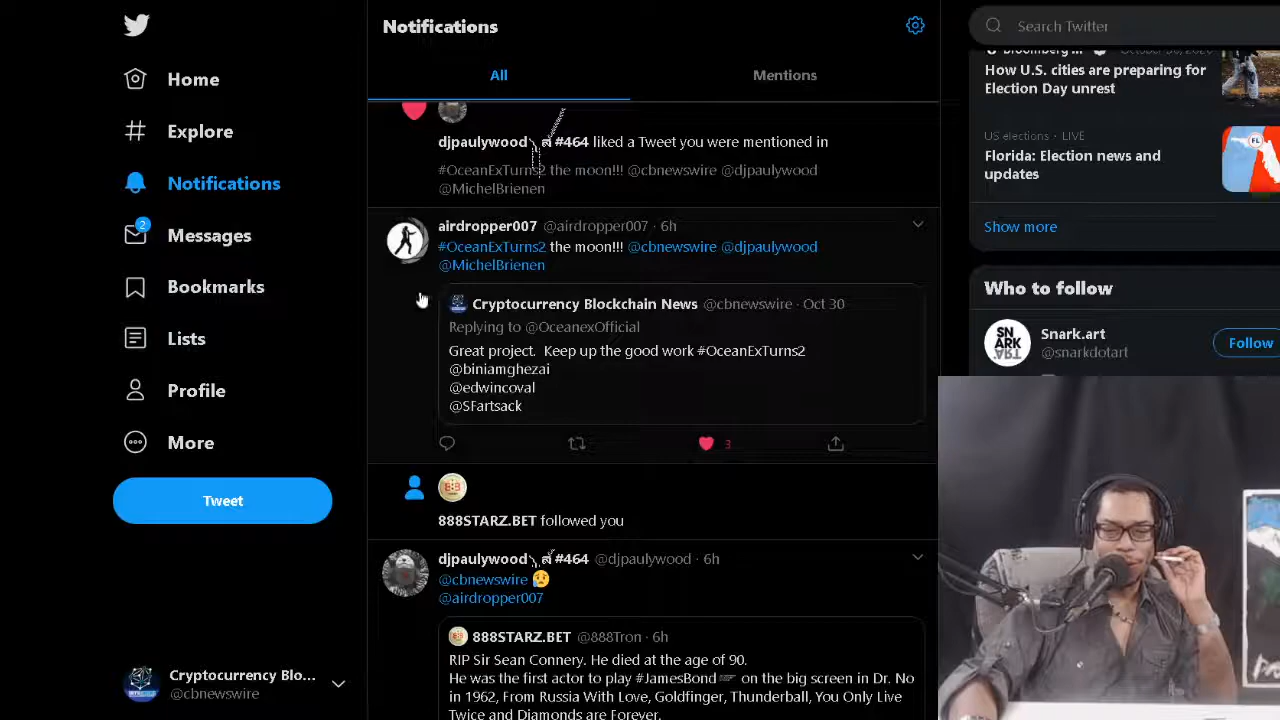 Home
Explore
Notifications
2
Messages
Bookmarks
Lists
Profile
More
Tweet
Cryptocurrency Blo...
@cbnewswire
Notifications
All
Mentions
djpaulywood #464 liked a Tweet you were mentioned in
#OceanExTurns2 the moon!!! @cbnewswire @djpaulywood
@MichelBrienen
airdropper007 @airdropper007 · 6h
#OceanExTurns2 the moon!!! @cbnewswire @djpaulywood
@MichelBrienen
Cryptocurrency Blockchain News @cbnewswire · Oct 30
Replying to @OceanexOfficial
Great project. Keep up the good work #OceanExTurns2
@biniamghezai
@edwincoval
@SFartsack
3
888STARZ.BET followed you
djpaulywood #464 @djpaulywood · 6h
@cbnewswire 😥
@airdropper007
888STARZ.BET @888Tron · 6h
RIP Sir Sean Connery. He died at the age of 90.
He was the first actor to play #JamesBond on the big screen in Dr. No
in 1962, From Russia With Love, Goldfinger, Thunderball, You Only Live
Twice and Diamonds are Forever.
Search Twitter
Bloomberg ... · October 30, 2020
How U.S. cities are preparing for
Election Day unrest
US elections · LIVE
Florida: Election news and
updates
FL
Show more
Who to follow
SN
ARK
ART
Snark.art
@snarkdotart
Follow